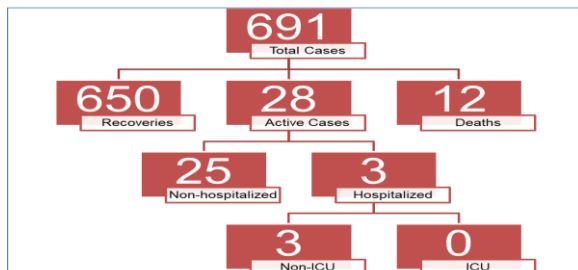 691
Total Cases
650
Recoveries
28
Active Cases
12
Deaths
25
Non-hospitalized
3
Hospitalized
3
Non-ICU
0
ICU